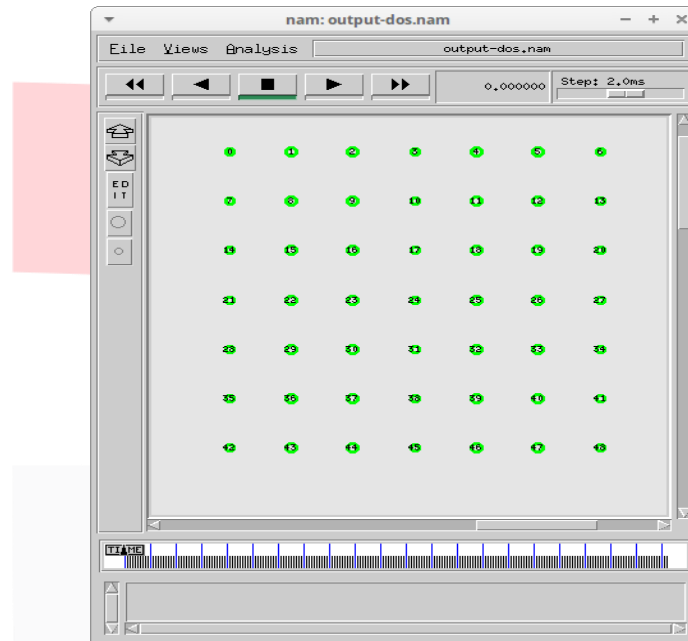 nam: output-dos.nam
File Views Analysis output-dos.nam
0.000000 Step: 2.0ms
ED
IT
0 1 2 3 4 5 6
7 8 9 10 11 12 13
14 15 16 17 18 19 20
21 22 23 24 25 26 27
28 29 30 31 32 33 34
35 36 37 38 39 40 41
42 43 44 45 46 47 48
TIME